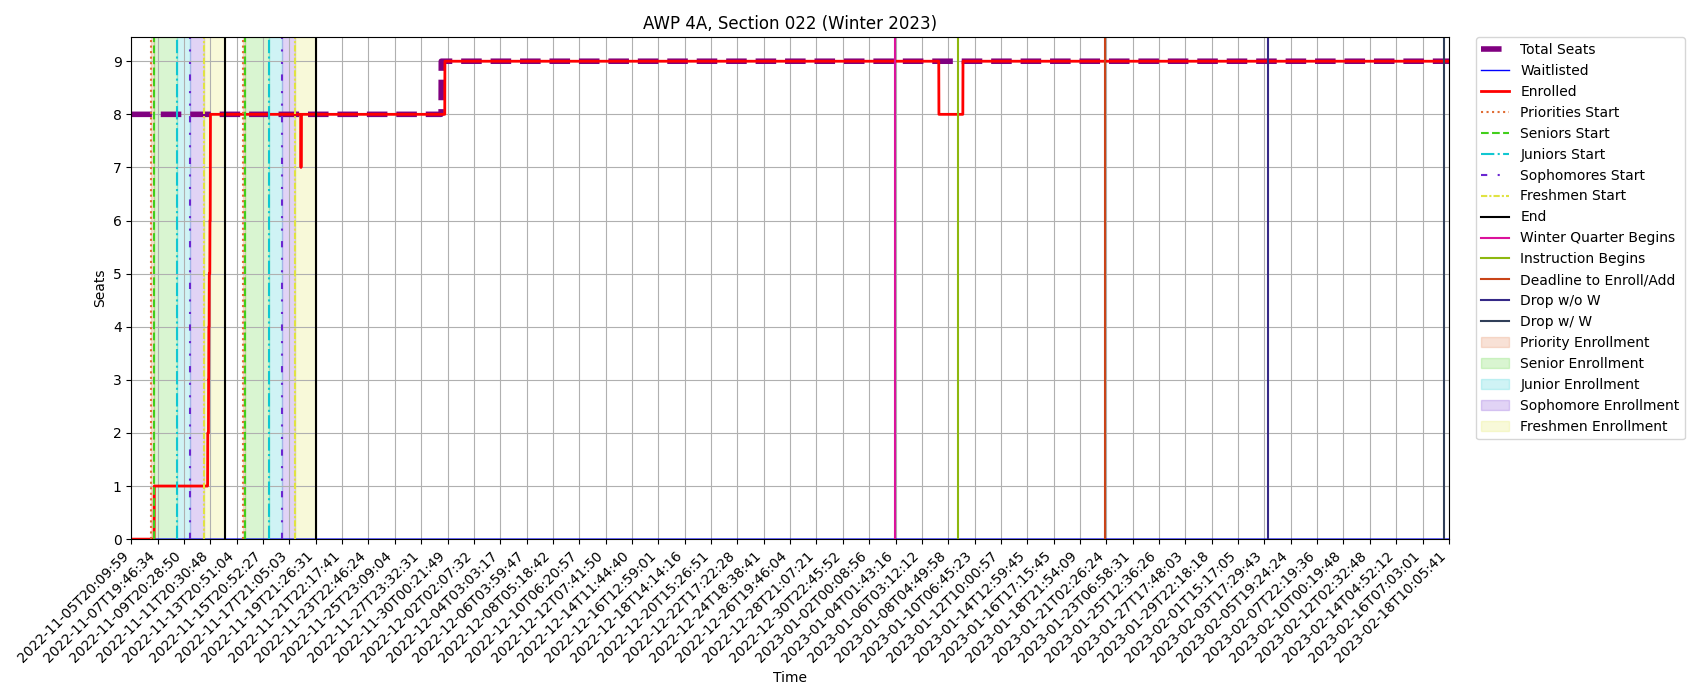 AWP 4A, Section 022 (Winter 2023)
Seats
9
8
7
6
5
4
3
2
1
0
2022-11-05T20:09:59
2022-11-07T19:46:34
2022-11-09T20:28:50
2022-11-11T20:30:48
2022-11-13T20:51:04
2022-11-15T20:52:27
2022-11-17T21:05:03
2022-11-19T21:26:31
2022-11-21T22:17:41
2022-11-23T22:46:24
2022-11-25T23:09:04
2022-11-27T23:32:31
2022-11-30T00:21:49
2022-12-02T02:07:32
2022-12-04T03:03:17
2022-12-06T03:59:47
2022-12-08T05:18:42
2022-12-10T06:20:57
2022-12-12T07:41:50
2022-12-14T11:44:40
2022-12-16T12:59:01
2022-12-18T14:14:16
2022-12-20T15:26:51
2022-12-22T17:22:28
2022-12-24T18:38:41
2022-12-26T19:46:04
2022-12-28T21:07:21
2022-12-30T22:45:52
2023-01-02T00:08:56
2023-01-04T01:43:16
2023-01-06T03:12:12
2023-01-08T04:49:58
2023-01-10T06:45:23
2023-01-12T10:00:57
2023-01-14T12:59:45
2023-01-16T17:15:45
2023-01-18T21:54:09
2023-01-21T02:26:24
2023-01-23T06:58:31
2023-01-25T12:36:26
2023-01-27T17:48:03
2023-01-29T22:18:18
2023-02-01T15:17:05
2023-02-03T17:29:43
2023-02-05T19:24:24
2023-02-07T22:19:36
2023-02-10T00:19:48
2023-02-12T02:32:48
2023-02-14T04:52:12
2023-02-16T07:03:01
2023-02-18T10:05:41
Time
Total Seats
Waitlisted
Enrolled
Priorities Start
Seniors Start
Juniors Start
Sophomores Start
Freshmen Start
End
Winter Quarter Begins
Instruction Begins
Deadline to Enroll/Add
Drop w/o W
Drop w/ W
Priority Enrollment
Senior Enrollment
Junior Enrollment
Sophomore Enrollment
Freshmen Enrollment